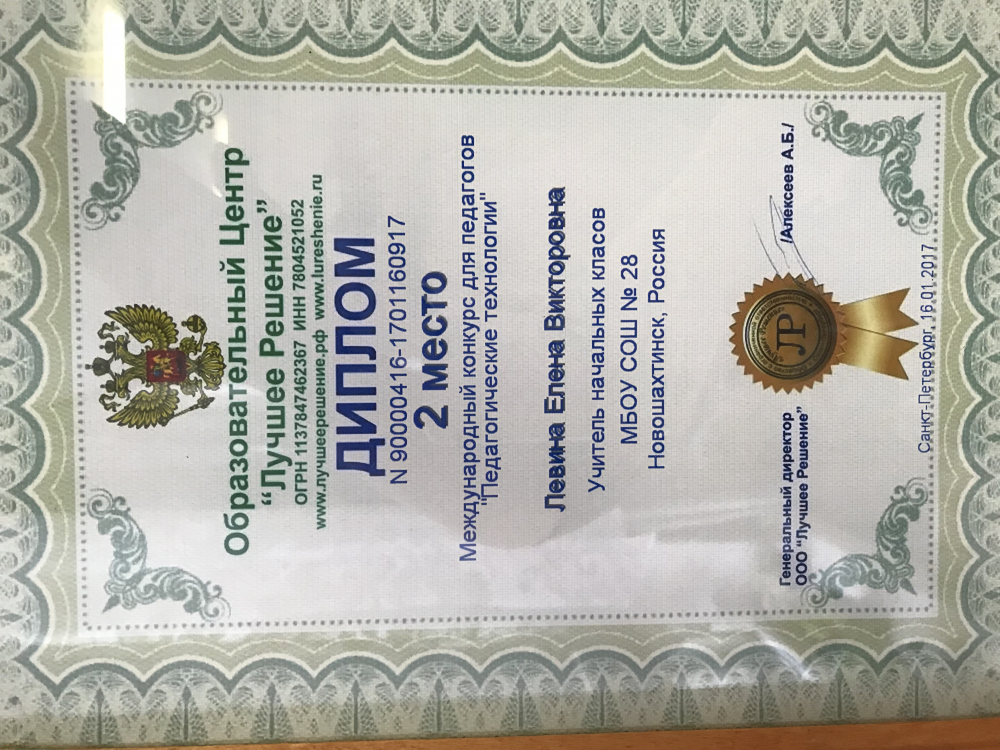 Образовательный Центр
“Лучшее Решение”
ОГРН 1137847462367 ИНН 7804521052
www.лучшеерешение.рф www.lureshenie.ru
ДИПЛОМ
N 90000416-1701160917
2 место
Международный конкурс для педагогов
"Педагогические технологии"
Левина Елена Викторовна
Учитель начальных класов
МБОУ СОШ № 28
Новошахтинск, Россия
Генеральный директор
ООО “Лучшее Решение”
ЛР
/Алексеев А.Б./
Санкт-Петербург, 16.01.2017